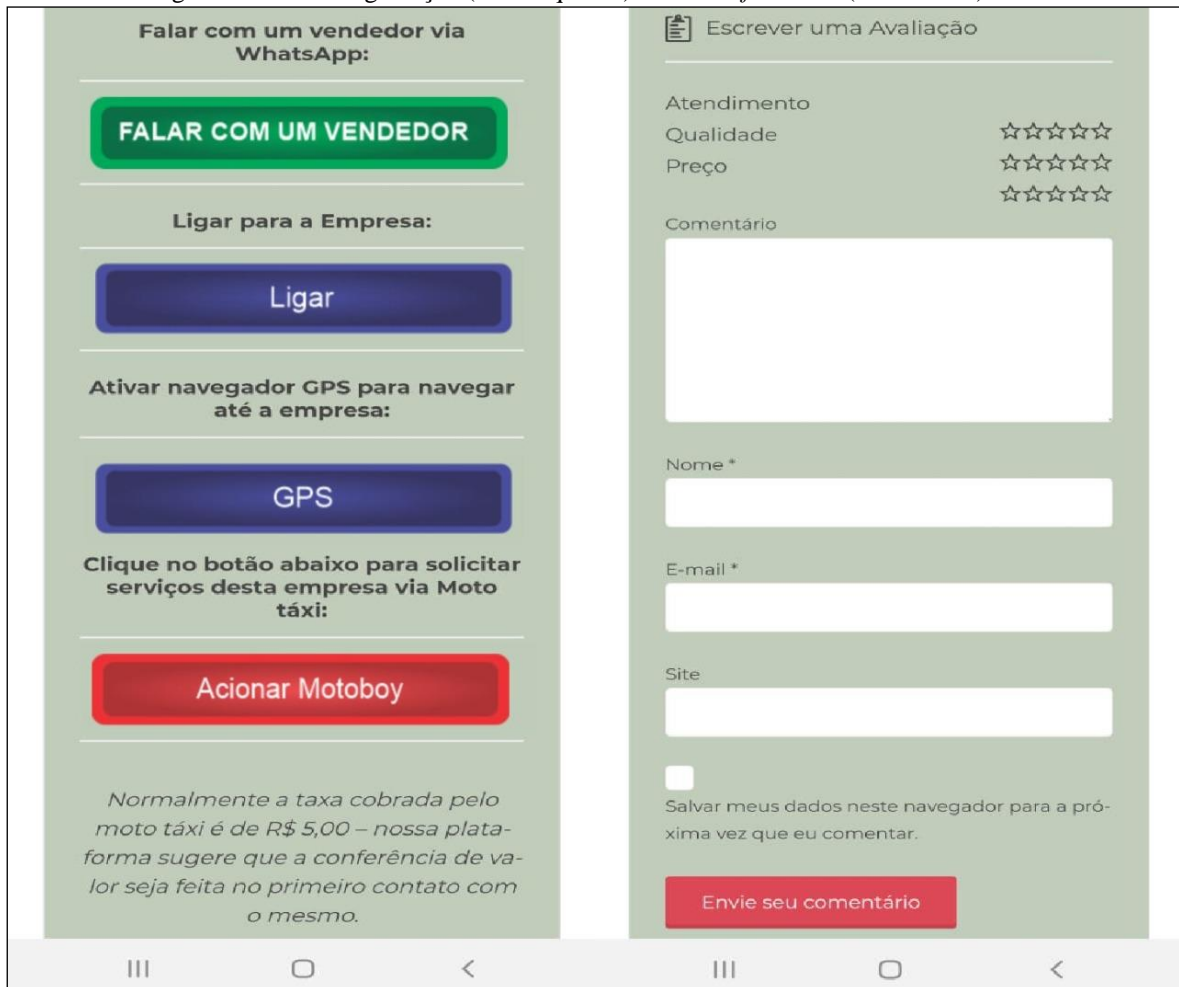 Falar com um vendedor via
WhatsApp:
FALAR COM UM VENDEDOR
Ligar para a Empresa:
Ligar
Ativar navegador GPS para navegar
até a empresa:
GPS
Clique no botão abaixo para solicitar
serviços desta empresa via Moto
táxi:
Acionar Motoboy
Normalmente a taxa cobrada pelo
moto táxi é de R$ 5,00 – nossa plata-
forma sugere que a conferência de va-
lor seja feita no primeiro contato com
o mesmo.
Escrever uma Avaliação
Atendimento
Qualidade
Preço
Comentário
Nome *
E-mail *
Site
Salvar meus dados neste navegador para a pró-
xima vez que eu comentar.
Envie seu comentário